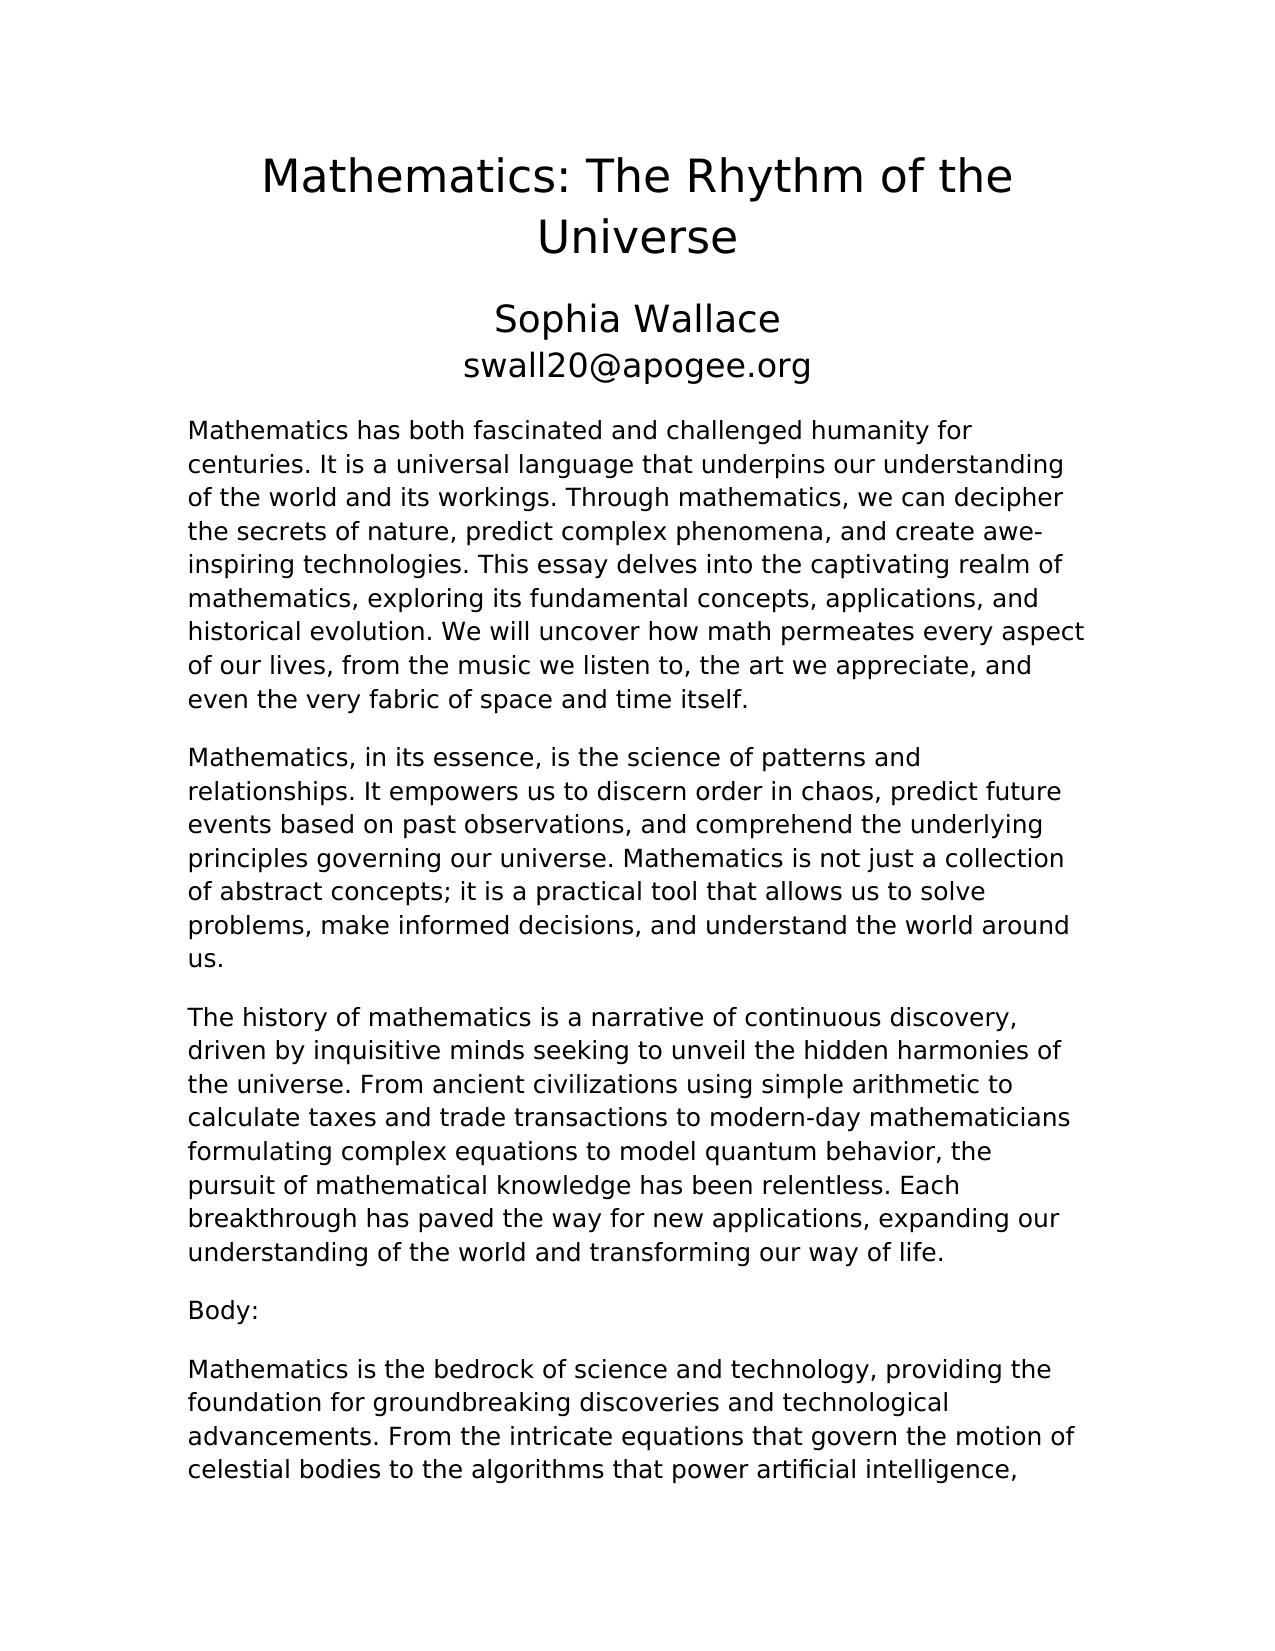 Mathematics: The Rhythm of the
Universe
Sophia Wallace
swall20@apogee.org
Mathematics has both fascinated and challenged humanity for
centuries. It is a universal language that underpins our understanding
of the world and its workings. Through mathematics, we can decipher
the secrets of nature, predict complex phenomena, and create awe-
inspiring technologies. This essay delves into the captivating realm of
mathematics, exploring its fundamental concepts, applications, and
historical evolution. We will uncover how math permeates every aspect
of our lives, from the music we listen to, the art we appreciate, and
even the very fabric of space and time itself.
Mathematics, in its essence, is the science of patterns and
relationships. It empowers us to discern order in chaos, predict future
events based on past observations, and comprehend the underlying
principles governing our universe. Mathematics is not just a collection
of abstract concepts; it is a practical tool that allows us to solve
problems, make informed decisions, and understand the world around
us.
The history of mathematics is a narrative of continuous discovery,
driven by inquisitive minds seeking to unveil the hidden harmonies of
the universe. From ancient civilizations using simple arithmetic to
calculate taxes and trade transactions to modern-day mathematicians
formulating complex equations to model quantum behavior, the
pursuit of mathematical knowledge has been relentless. Each
breakthrough has paved the way for new applications, expanding our
understanding of the world and transforming our way of life.
Body:
Mathematics is the bedrock of science and technology, providing the
foundation for groundbreaking discoveries and technological
advancements. From the intricate equations that govern the motion of
celestial bodies to the algorithms that power artificial intelligence,